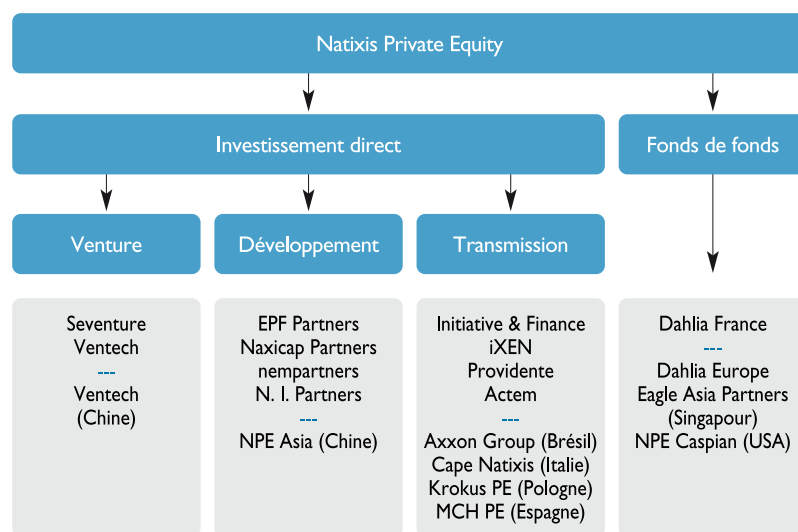 Natixis Private Equity
Investissement direct
Fonds de fonds
Venture
Développement
Transmission
Seventure
Ventech
---
Ventech
(Chine)
EPF Partners
Naxicap Partners
nempartners
N. I. Partners
---
NPE Asia (Chine)
Initiative & Finance
iXEN
Providente
Actem
---
Axxon Group (Brésil)
Cape Natixis (Italie)
Krokus PE (Pologne)
MCH PE (Espagne)
Dahlia France
---
Dahlia Europe
Eagle Asia Partners
(Singapour)
NPE Caspian (USA)